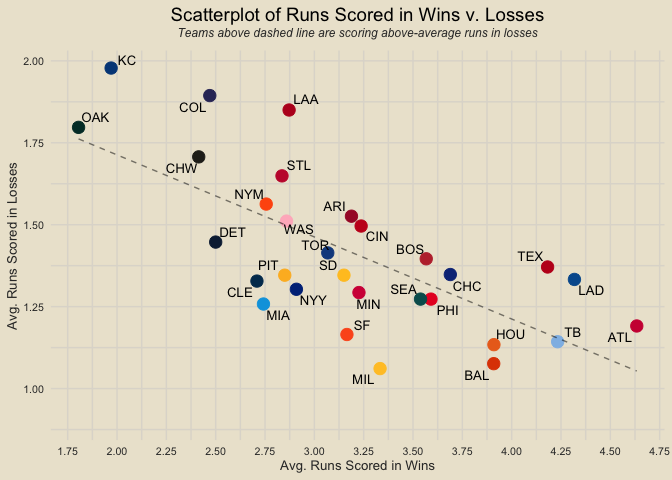 Scatterplot of Runs Scored in Wins v. Losses
Teams above dashed line are scoring above-average runs in losses
2.00
KC
COL
LAA
OAK
1.75
CHW
STL
NYM
ARI
1.50
WAS
CIN
DET
TOR
BOS
PIT
SD
TEX
CLE
NYY
SEA
CHC
LAD
1.25
MIA
MIN
PHI
SF
HOU
TB
ATL
MIL
BAL
1.00
Avg. Runs Scored in Losses
1.75 2.00 2.25 2.50 2.75 3.00 3.25 3.50 3.75 4.00 4.25 4.50 4.75
Avg. Runs Scored in Wins